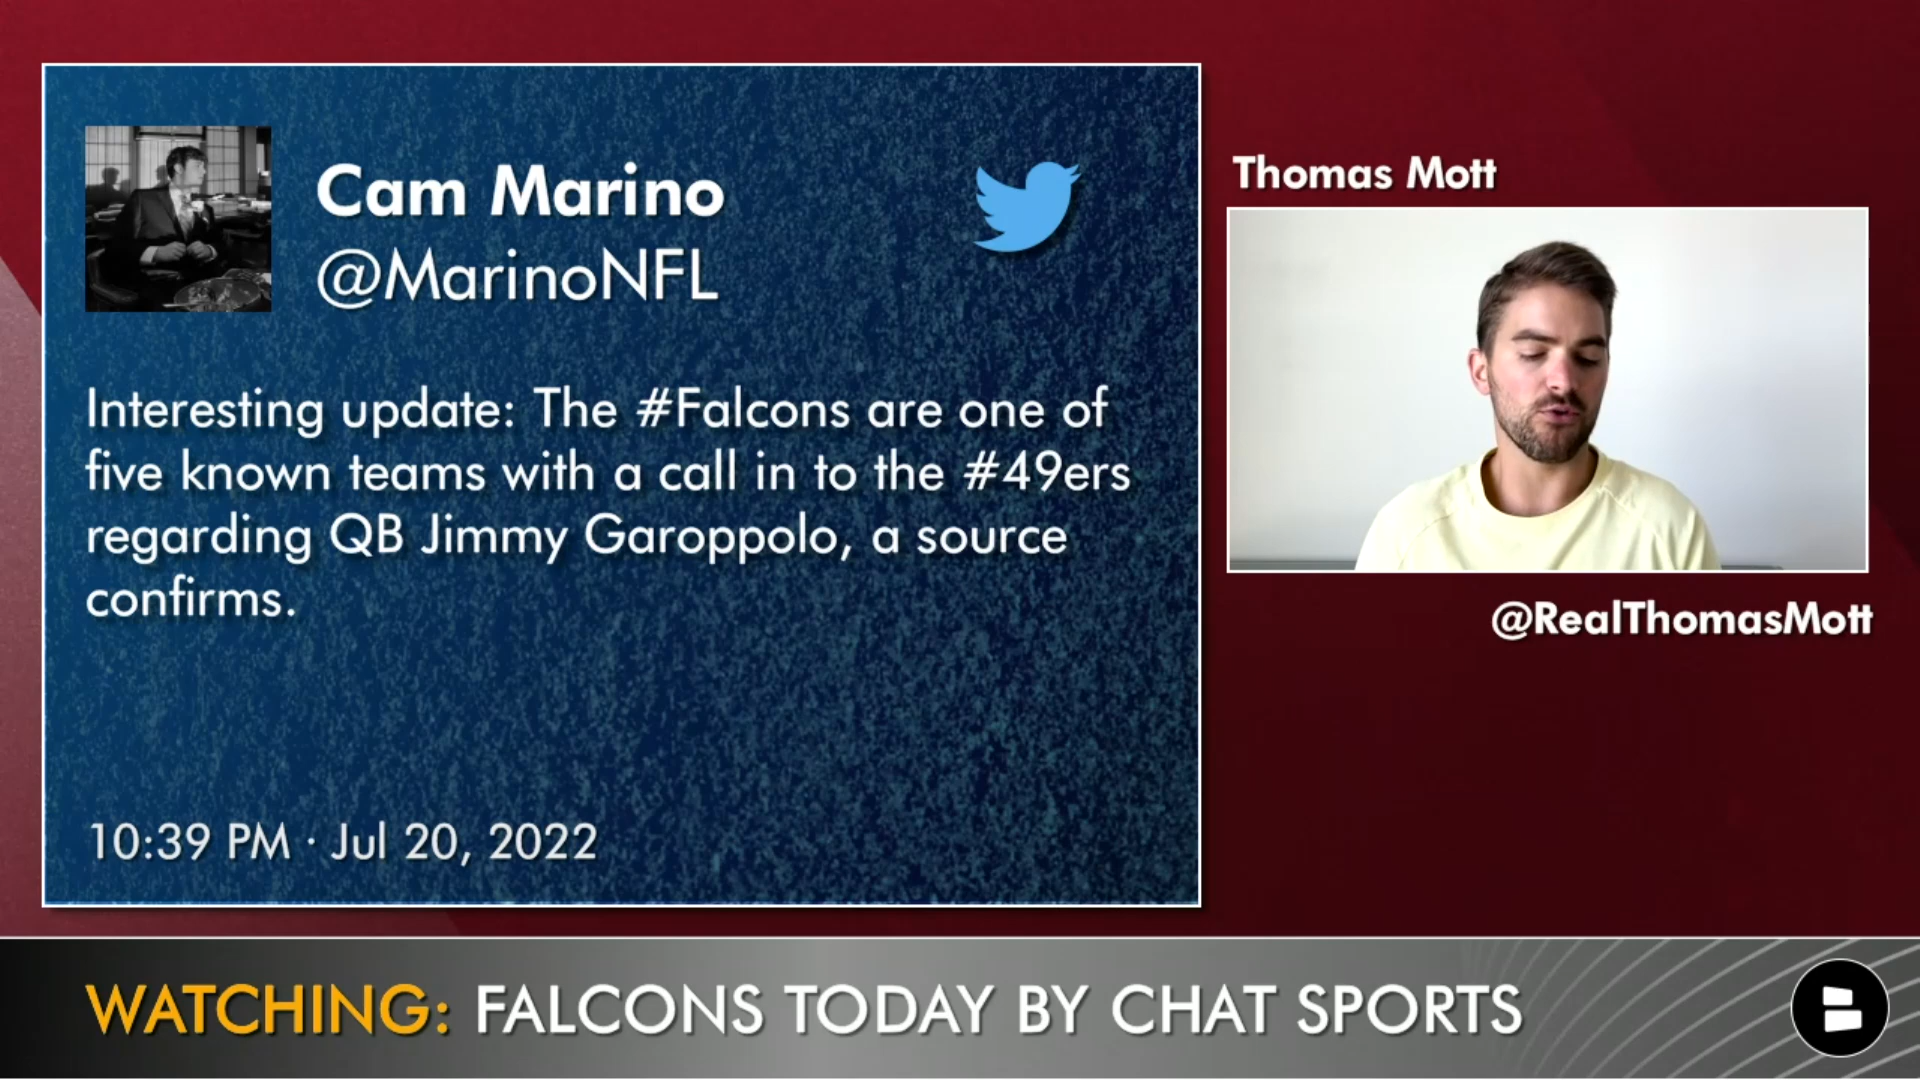 Cam Marino
@MarinoNFL
Interesting update: The #Falcons are one of
five known teams with a call in to the #49ers
regarding QB Jimmy Garoppolo, a source
confirms.
10:39 PM · Jul 20, 2022
Thomas Mott
@RealThomasMott
WATCHING: FALCONS TODAY BY CHAT SPORTS